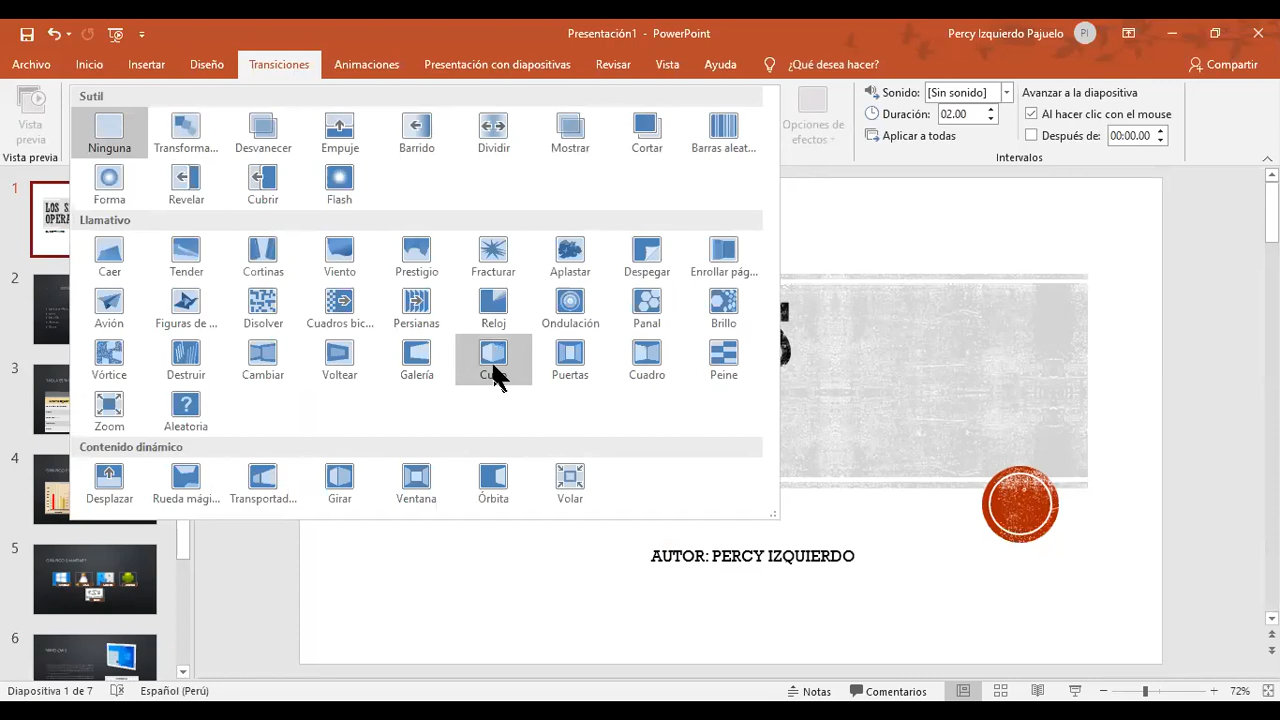 Presentación1 - PowerPoint
Percy Izquierdo Pajuelo
PI
Archivo
Inicio
Insertar
Diseño
Transiciones
Animaciones
Presentación con diapositivas
Revisar
Vista
Ayuda
¿Qué desea hacer?
Compartir
Vista previa
Vista previa
Sutil
Ninguno
Transforma...
Desvanecer
Empuje
Barrido
Dividir
Mostrar
Cortar
Barras aleat...
Forma
Revelar
Cubrir
Flash
Llamativo
Caer
Tender
Cortinas
Viento
Prestigio
Fracturar
Aplastar
Despegar
Enrollar pág...
Avión
Figuras de ...
Disolver
Cuadros bic...
Persianas
Reloj
Ondulación
Panal
Brillo
Vórtice
Destruir
Cambiar
Voltear
Galería
Puertas
Cuadro
Peine
Zoom
Aleatoria
Contenido dinámico
Desplazar
Rueda mági...
Transportad...
Girar
Ventana
Órbita
Volar
Opciones de efectos
Sonido: [Sin sonido]
Duración: 02.00
Aplicar a todas
Avanzar a la diapositiva
Al hacer clic con el mouse
Después de: 00:00.00
Intervalos
1
LOS S
OPERA
2
3
4
5
6
AUTOR: PERCY IZQUIERDO
Diapositiva 1 de 7
Español (Perú)
Notas
Comentarios
72%